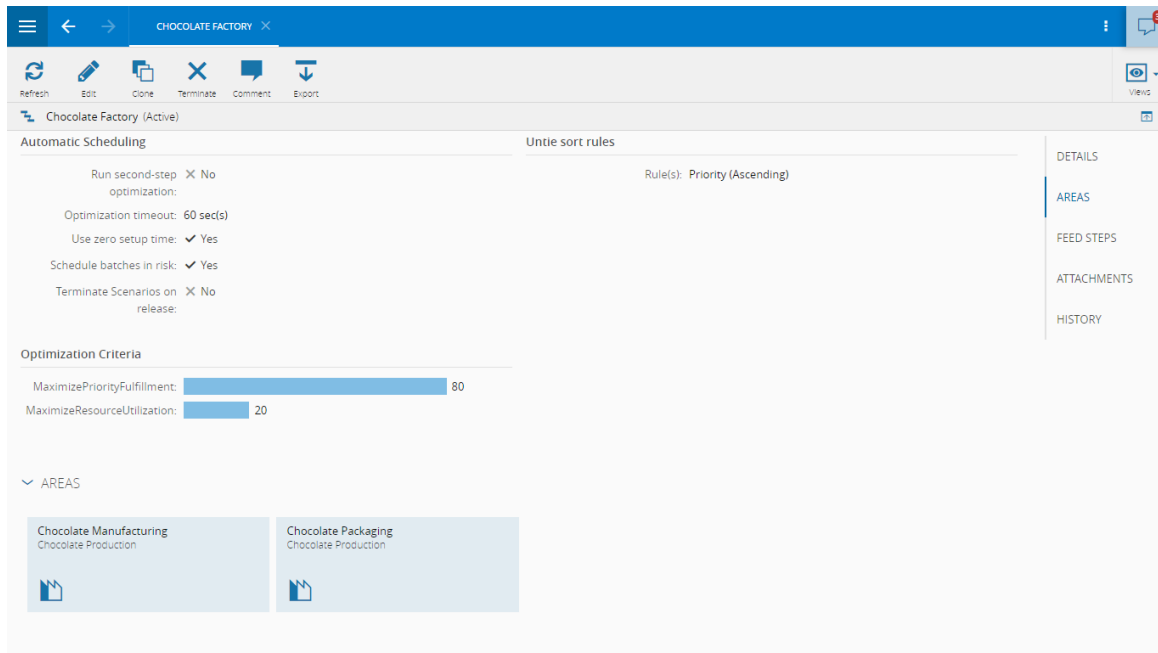 CHOCOLATE FACTORY
Refresh
Edit
Clone
Terminate
Comment
Export
Views
Chocolate Factory (Active)
Automatic Scheduling
Run second-step optimization: No
Optimization timeout: 60 sec(s)
Use zero setup time: Yes
Schedule batches in risk: Yes
Terminate Scenarios on release: No
Untie sort rules
Rule(s): Priority (Ascending)
DETAILS
AREAS
FEED STEPS
ATTACHMENTS
HISTORY
Optimization Criteria
MaximizePriorityFulfillment: 80
MaximizeResourceUtilization: 20
AREAS
Chocolate Manufacturing
Chocolate Production
Chocolate Packaging
Chocolate Production